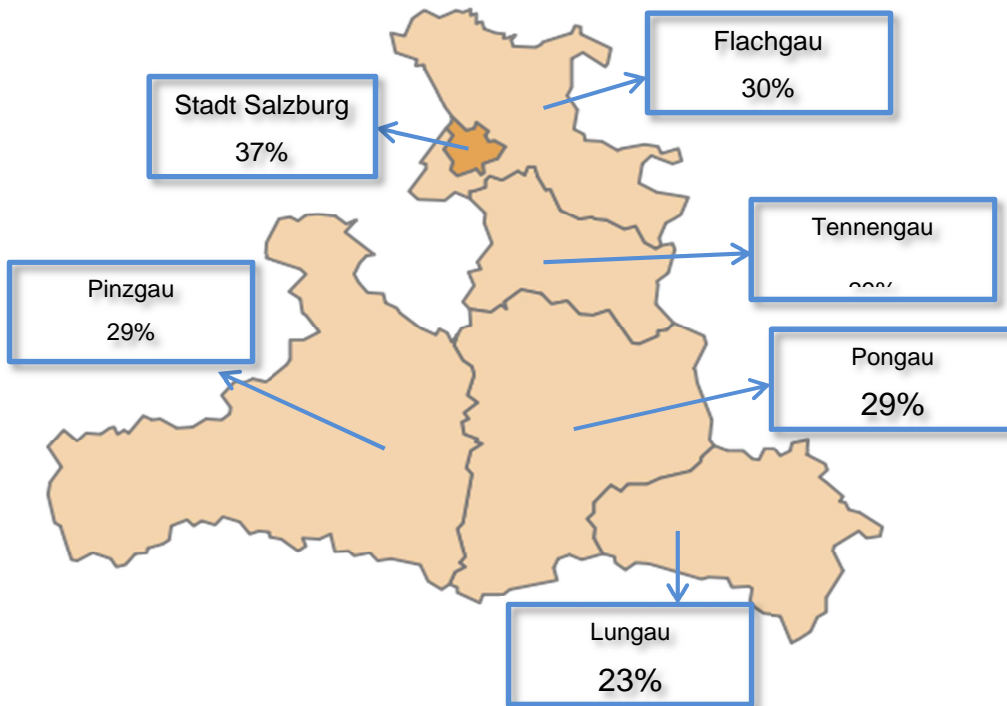 Flachgau
30%
Stadt Salzburg
37%
Tennengau
Pinzgau
29%
Pongau
29%
Lungau
23%